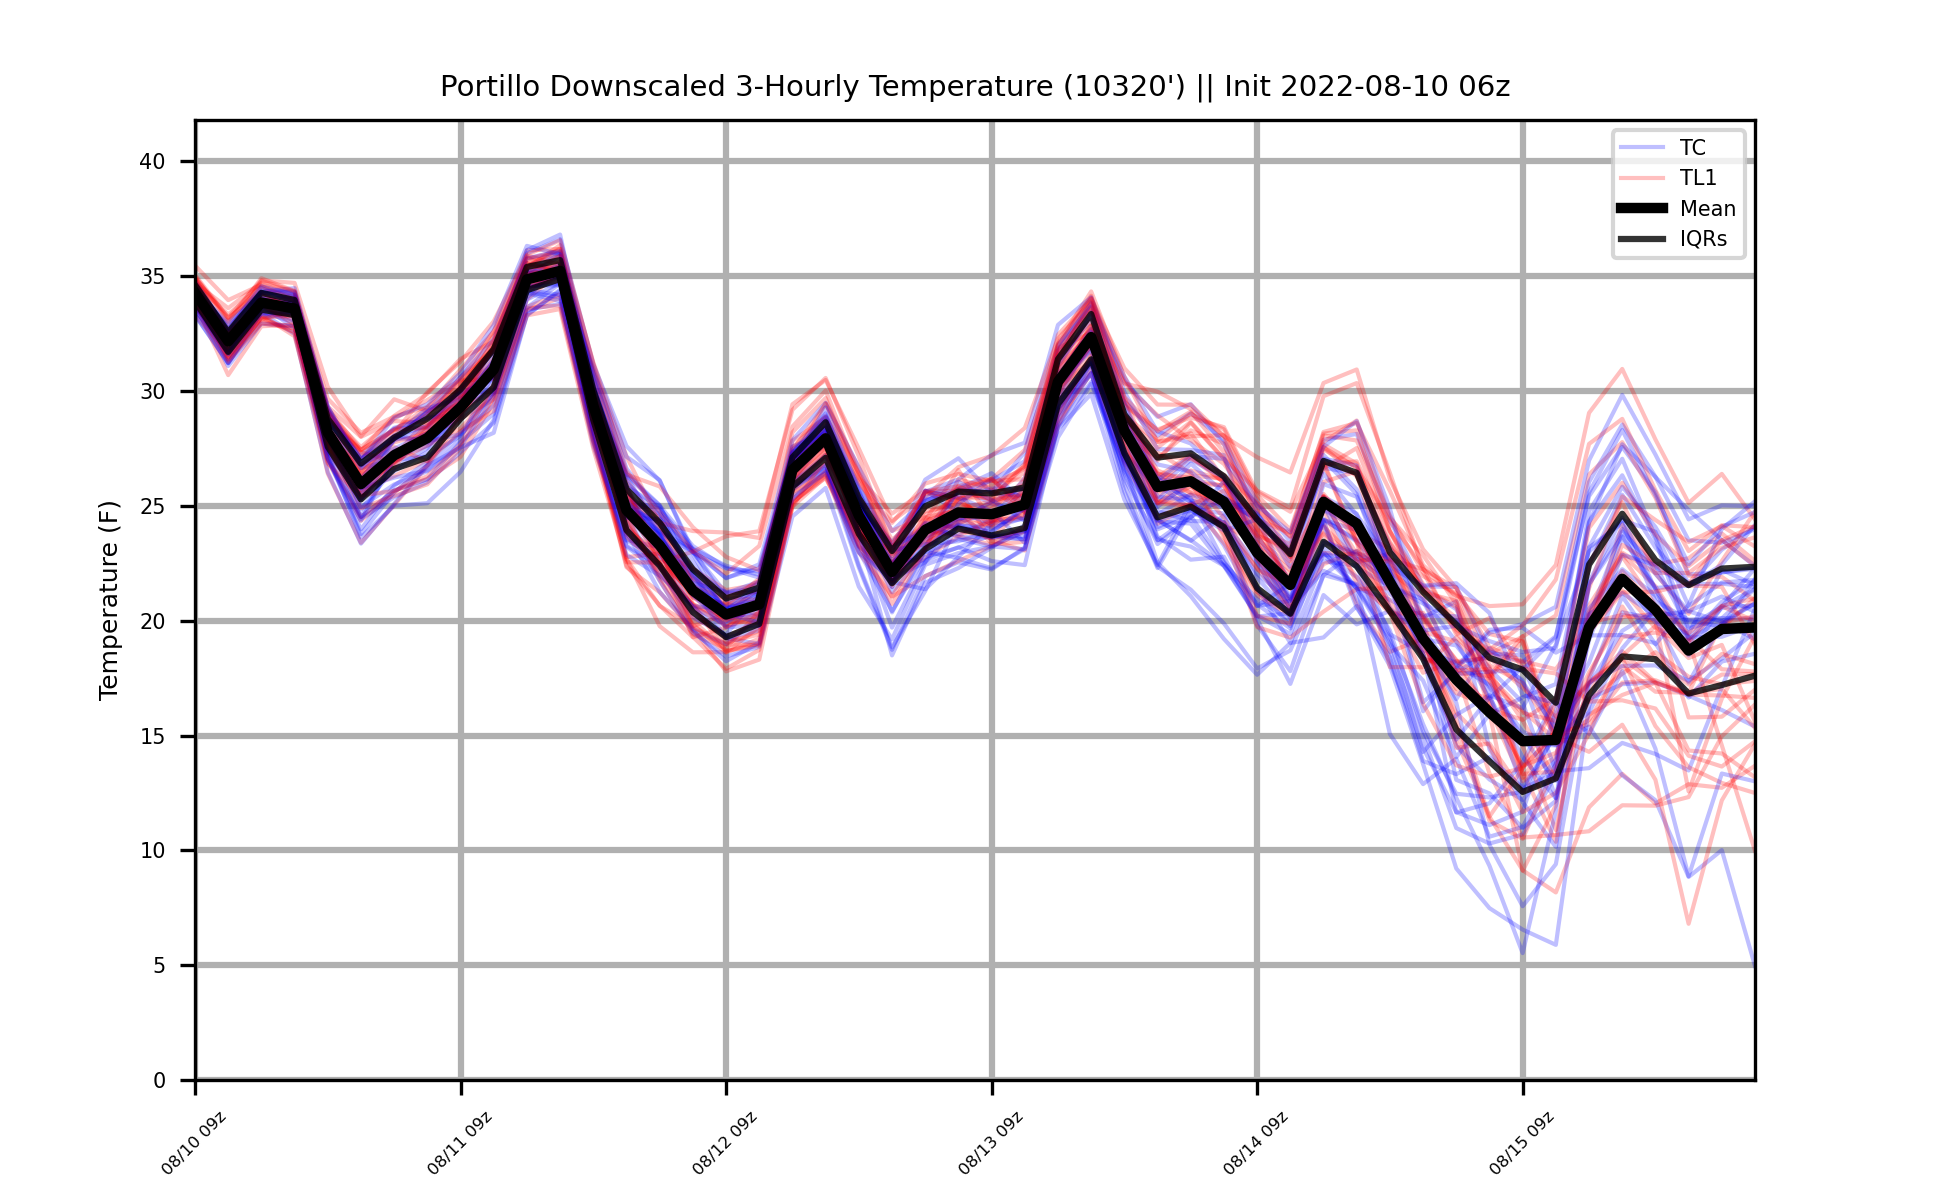 Portillo Downscaled 3-Hourly Temperature (10320') || Init 2022-08-10 06z
TC
TL1
Mean
IQRs
Temperature (F)
40
35
30
25
20
15
10
5
0
08/10 09z
08/11 09z
08/12 09z
08/13 09z
08/14 09z
08/15 09z